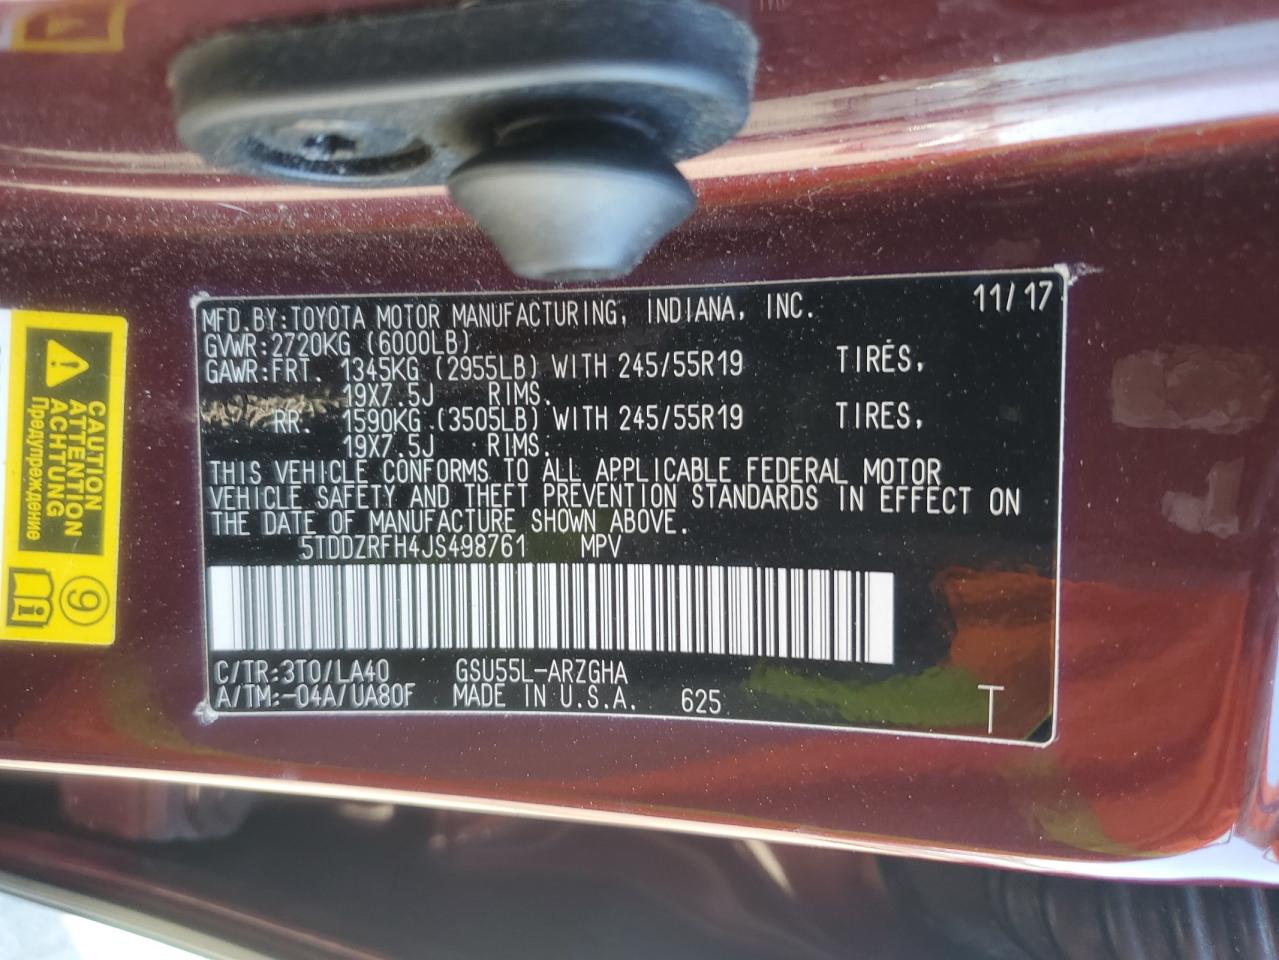 MFD.BY:TOYOTA MOTOR MANUFACTURING, INDIANA, INC. 11/17
GVWR:2720KG (6000LB)
GAWR:FRT. 1345KG (2955LB) WITH 245/55R19 TIRES,
19X7.5J RIMS.
RR. 1590KG (3505LB) WITH 245/55R19 TIRES,
19X7.5J RIMS.
THIS VEHICLE CONFORMS TO ALL APPLICABLE FEDERAL MOTOR
VEHICLE SAFETY AND THEFT PREVENTION STANDARDS IN EFFECT ON
THE DATE OF MANUFACTURE SHOWN ABOVE.
5TDDZRFH4JS498761 MPV
C/TR:3T0/LA40 GSU55L-ARZGHA
A/TM:-04A/UA80F MADE IN U.S.A. 625 T
CAUTION
ATTENTION
ACHTUNG
Предупреждение
9